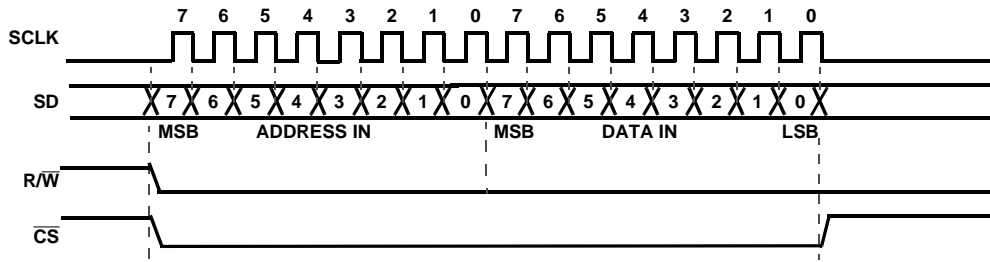 7 6 5 4 3 2 1 0 7 6 5 4 3 2 1 0
SCLK
SD 7 6 5 4 3 2 1 0 7 6 5 4 3 2 1 0
MSB ADDRESS IN MSB DATA IN LSB
R/W̅
C̅S̅